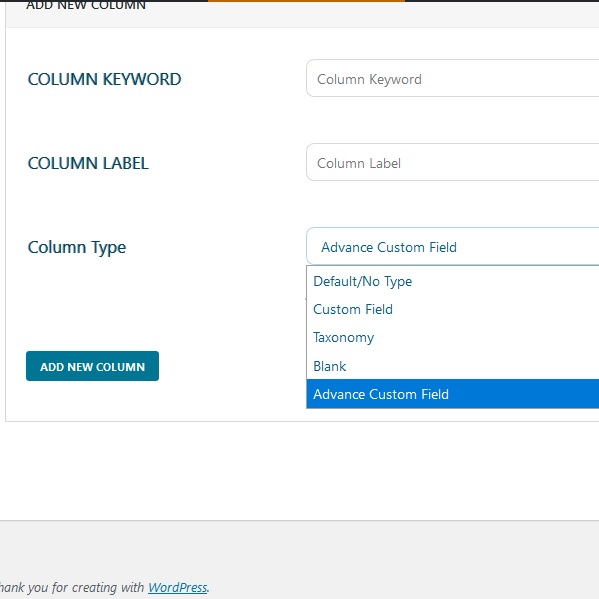 ADD NEW COLUMN
COLUMN KEYWORD
Column Keyword
COLUMN LABEL
Column Label
Column Type
Advance Custom Field
Default/No Type
Custom Field
Taxonomy
Blank
Advance Custom Field
ADD NEW COLUMN
hank you for creating with WordPress.